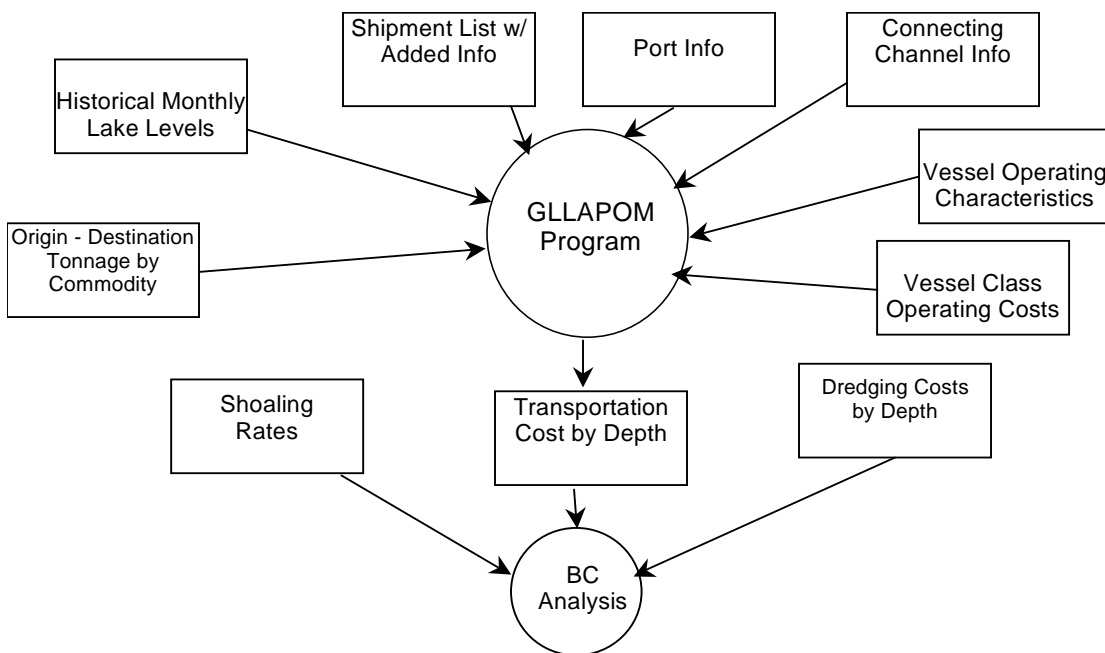 Shipment List w/
Added Info
Port Info
Connecting
Channel Info
Historical Monthly
Lake Levels
Vessel Operating
Characteristics
GLLAPOM
Program
Origin - Destination
Tonnage by
Commodity
Vessel Class
Operating Costs
Shoaling
Rates
Transportation
Cost by Depth
Dredging Costs
by Depth
BC
Analysis